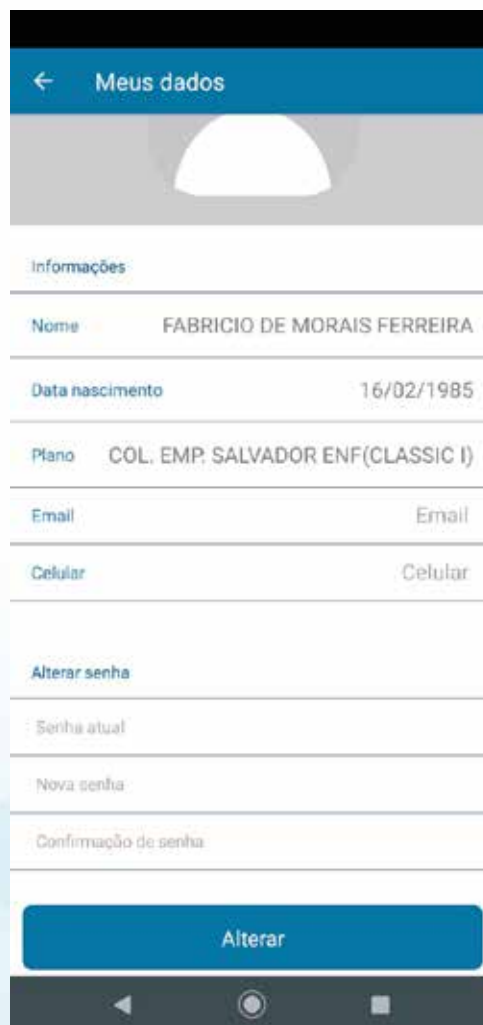 Meus dados
Informações
Nome FABRICIO DE MORAIS FERREIRA
Data nascimento 16/02/1985
Plano COL. EMP. SALVADOR ENF(CLASSIC I)
Email Email
Celular Celular
Alterar senha
Senha atual
Nova senha
Confirmação de senha
Alterar